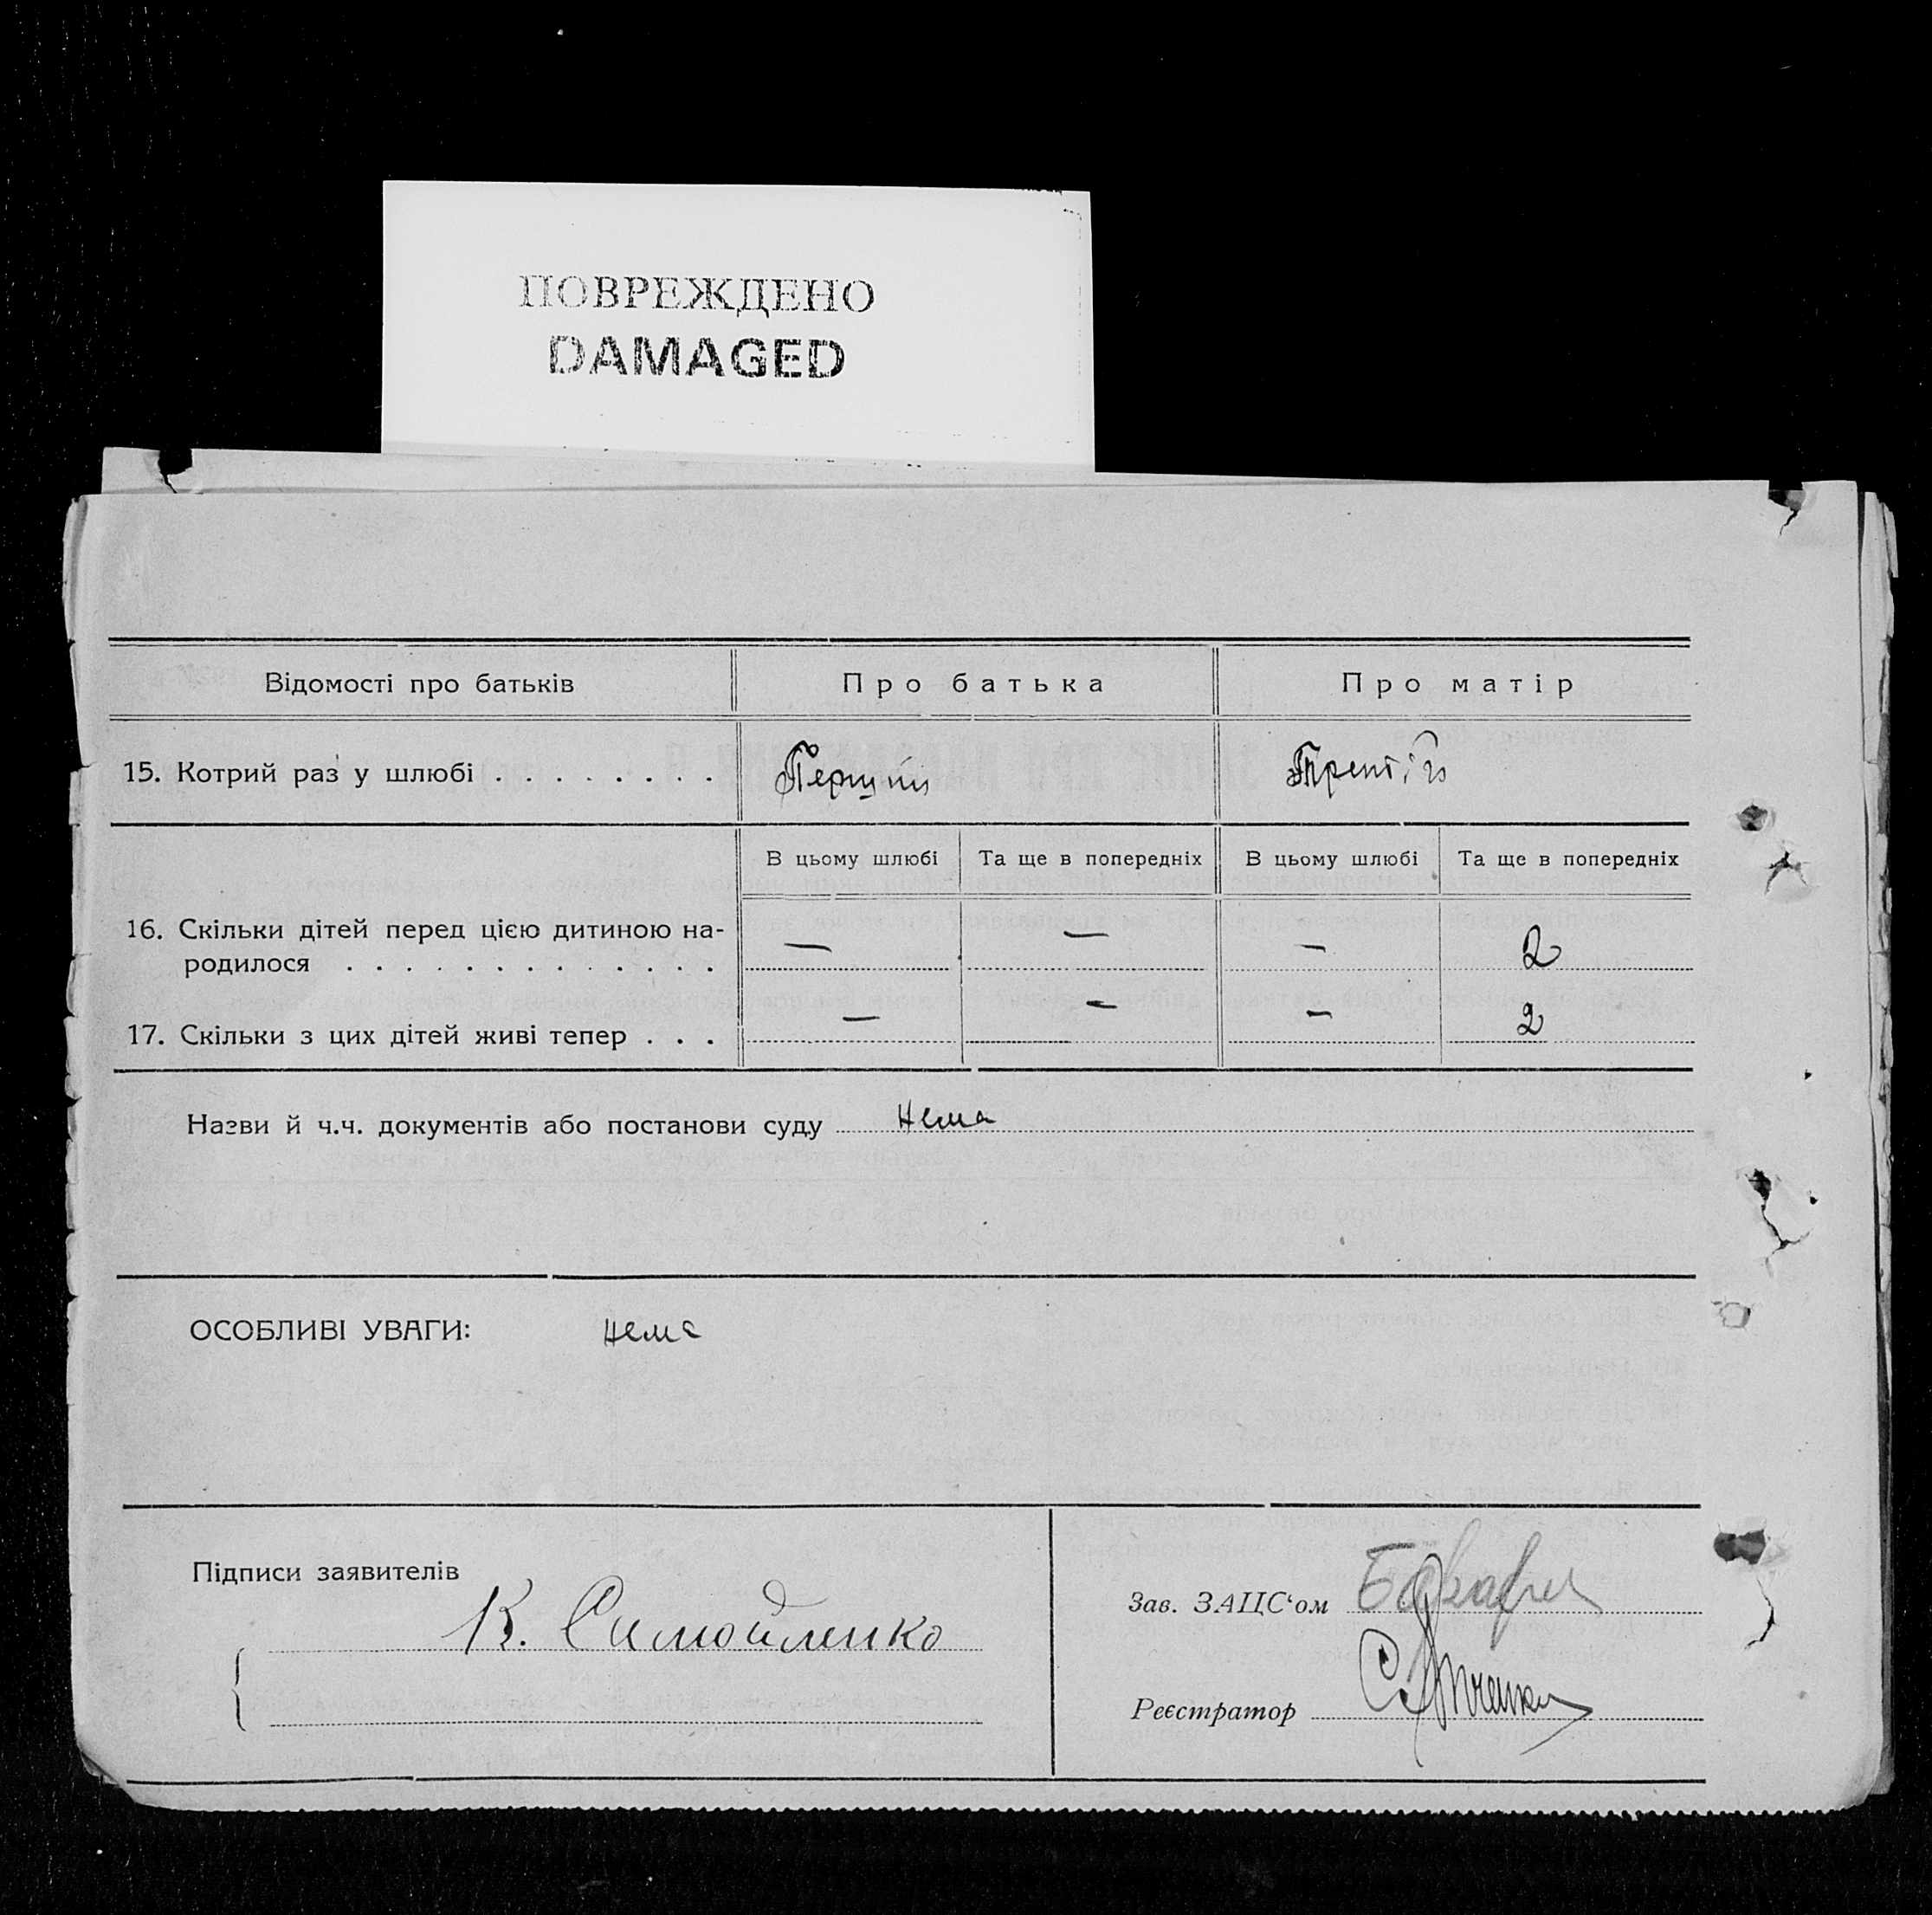 ПОВРЕЖДЕНО
DAMAGED
Відомості про батьків Про батька Про матір
15. Котрий раз у шлюбі . . . . . . . . Перший Третій
В цьому шлюбі Та ще в попередніх В цьому шлюбі Та ще в попередніх
16. Скільки дітей перед цією дитиною на-
родилося . . . . . . . . . . . . . — — — 2
17. Скільки з цих дітей живі тепер . . . — — — 2
Назви й ч.ч. документів або постанови суду Нема
ОСОБЛИВІ УВАГИ: Нема
Підписи заявителів
К. Самойленко
Зав. ЗАЦС'ом
Реєстратор